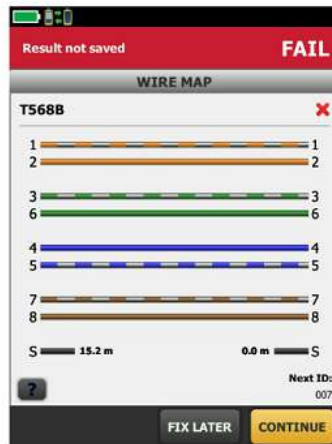 Result not saved FAIL
WIRE MAP
T568B
1 1
2 2
3 3
6 6
4 4
5 5
7 7
8 8
S 15.2 m 0.0 m S
? Next ID:
007
FIX LATER CONTINUE